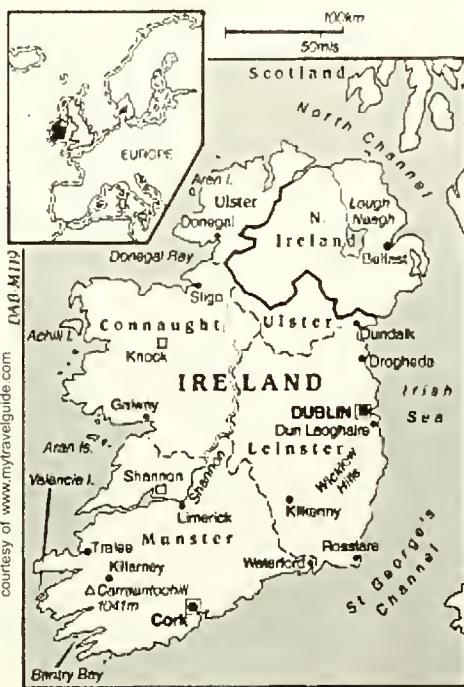 100km
50mls
EUROPE
Scotland
North Channel
Aran I.
Ulster
Donegal
N.
Ireland
Lough
Neagh
Belfast
Donegal Bay
Sligo
DAB M119
Achill I.
Connaught
Knock
Ulster
Dundalk
Drogheda
IRELAND
Irish
Sea
Galway
DUBLIN
Dun Laoghaire
Aran Is.
Leinster
Valencia I.
Shannon
Shannon
Wicklow
Hills
Limerick
Kilkenny
Munster
Tralee
Killarney
Waterford
Rosslare
St George's
Channel
1041m
Cork
Bantry Bay
courtesy of www.mytravelguide.com